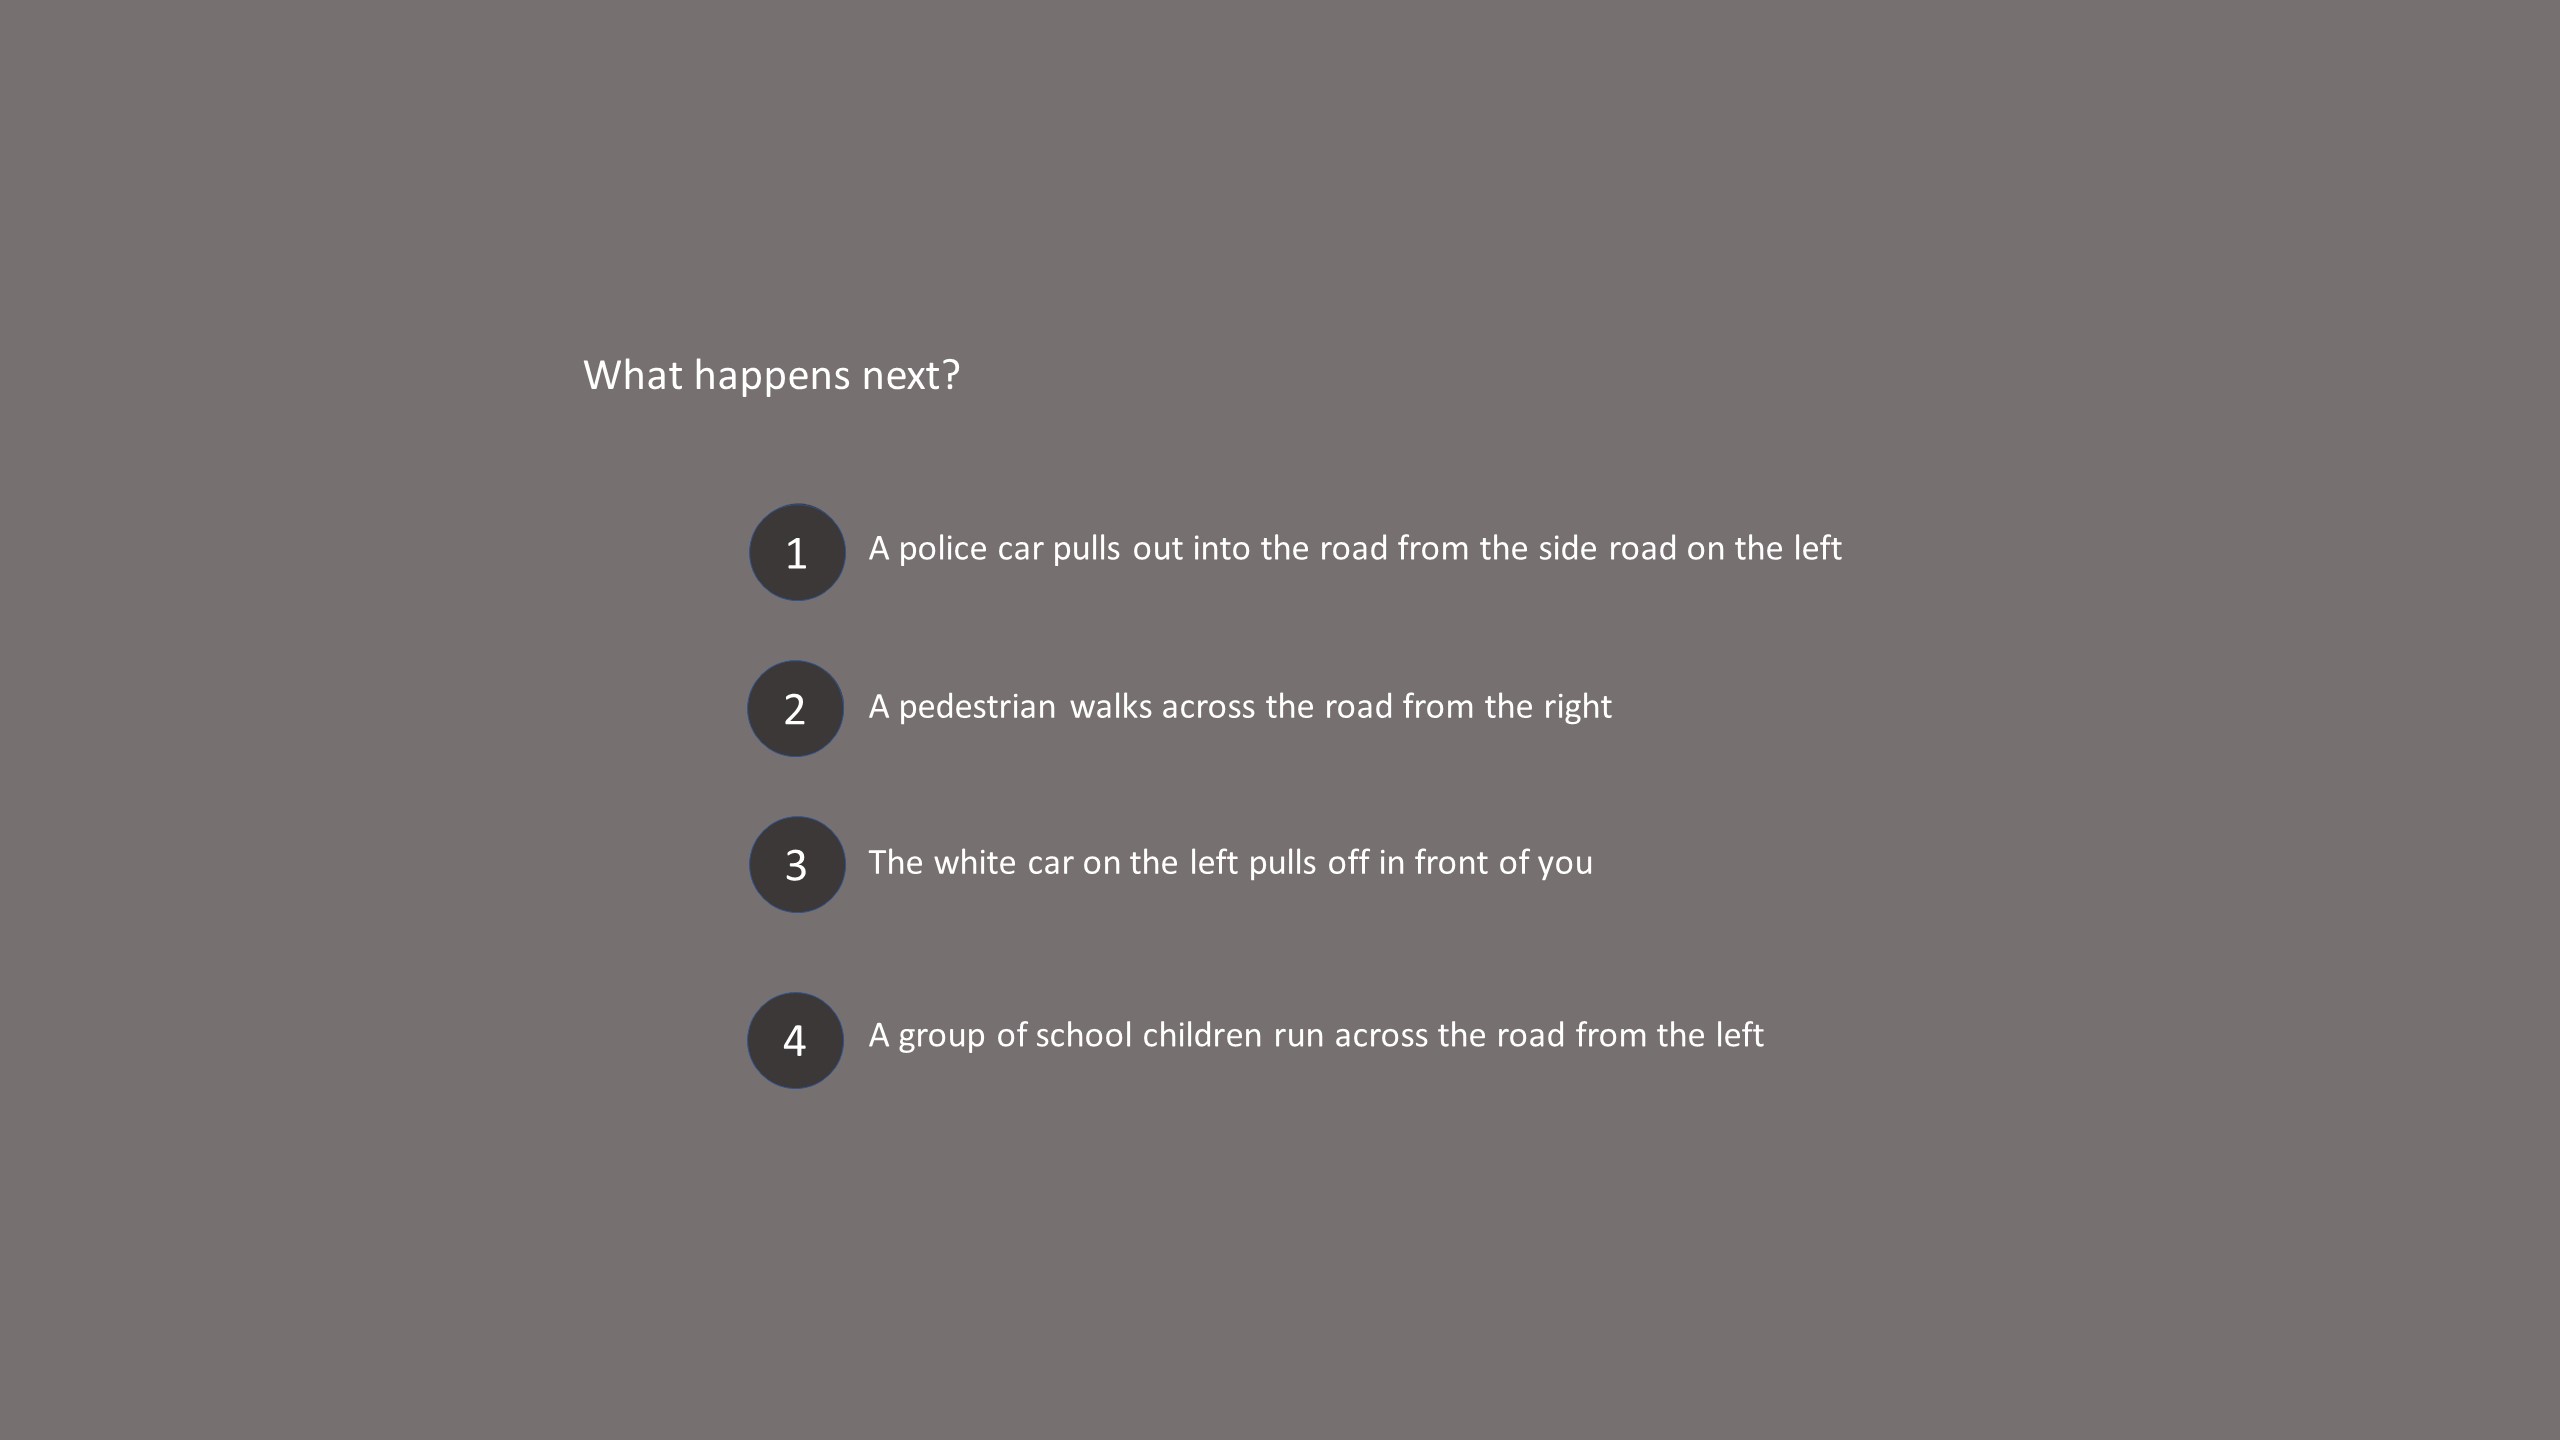 What happens next?
1 A police car pulls out into the road from the side road on the left
2 A pedestrian walks across the road from the right
3 The white car on the left pulls off in front of you
4 A group of school children run across the road from the left